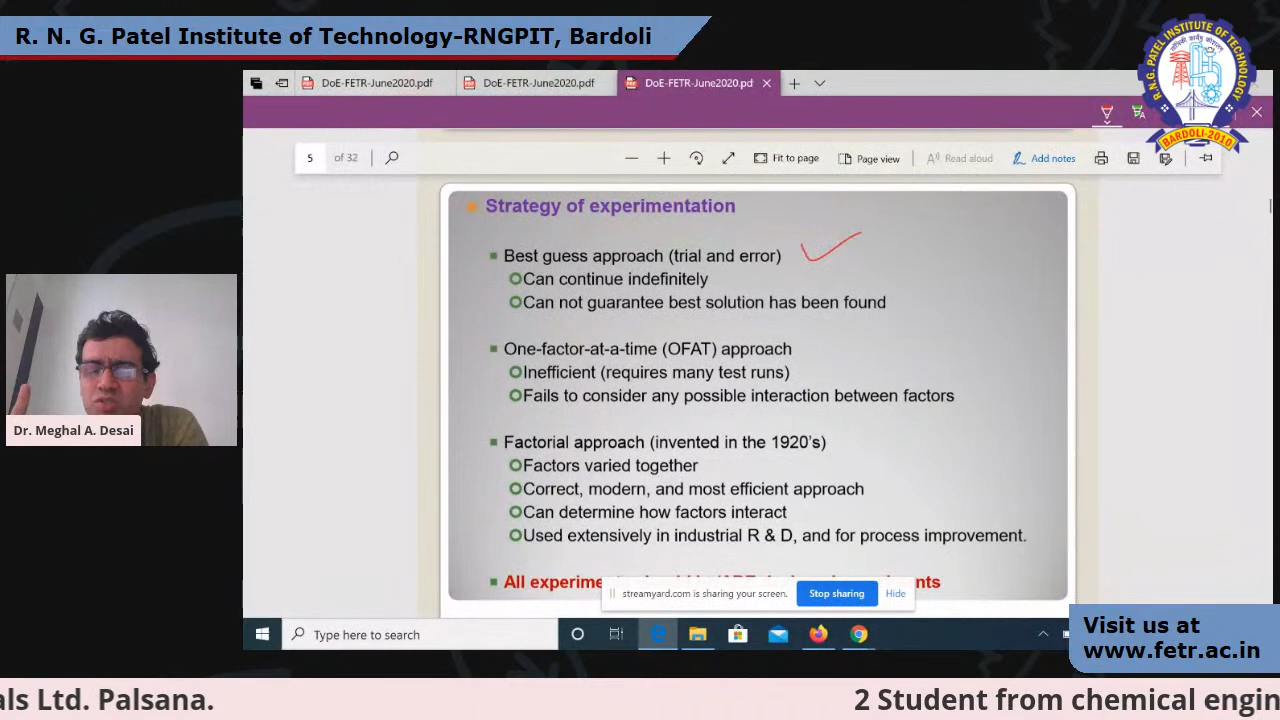 R. N. G. Patel Institute of Technology-RNGPIT, Bardoli
R.N.G. PATEL INSTITUTE OF TECHNOLOGY
BARDOLI-2010
DoE-FETR-June2020.pdf
DoE-FETR-June2020.pdf
DoE-FETR-June2020.pd
5 of 32
Fit to page
Page view
Read aloud
Add notes
Strategy of experimentation
Best guess approach (trial and error)
Can continue indefinitely
Can not guarantee best solution has been found
One-factor-at-a-time (OFAT) approach
Inefficient (requires many test runs)
Fails to consider any possible interaction between factors
Factorial approach (invented in the 1920's)
Factors varied together
Correct, modern, and most efficient approach
Can determine how factors interact
Used extensively in industrial R & D, and for process improvement.
All experime
streamyard.com is sharing your screen.
Stop sharing
Hide
Dr. Meghal A. Desai
Type here to search
Visit us at
www.fetr.ac.in
als Ltd. Palsana.
2 Student from chemical engin